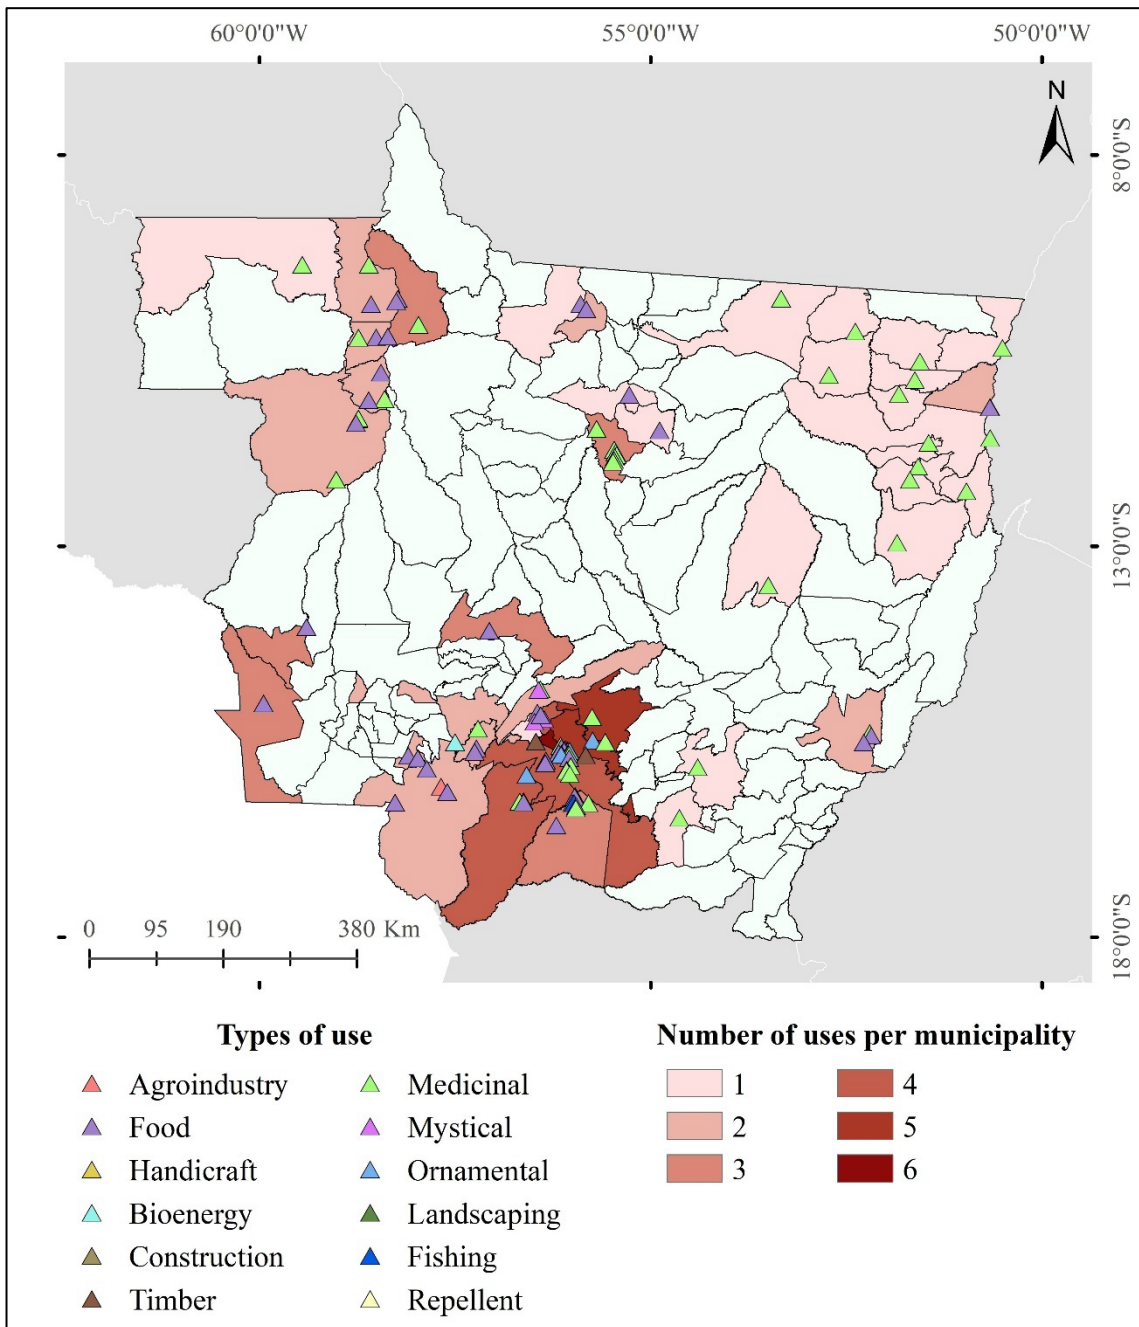 60°0'0"W 55°0'0"W 50°0'0"W
N
8°0'0"S
13°0'0"S
18°0'0"S
0 95 190 380 Km
Types of use
Agroindustry
Food
Handicraft
Bioenergy
Construction
Timber
Medicinal
Mystical
Ornamental
Landscaping
Fishing
Repellent
Number of uses per municipality
1
2
3
4
5
6